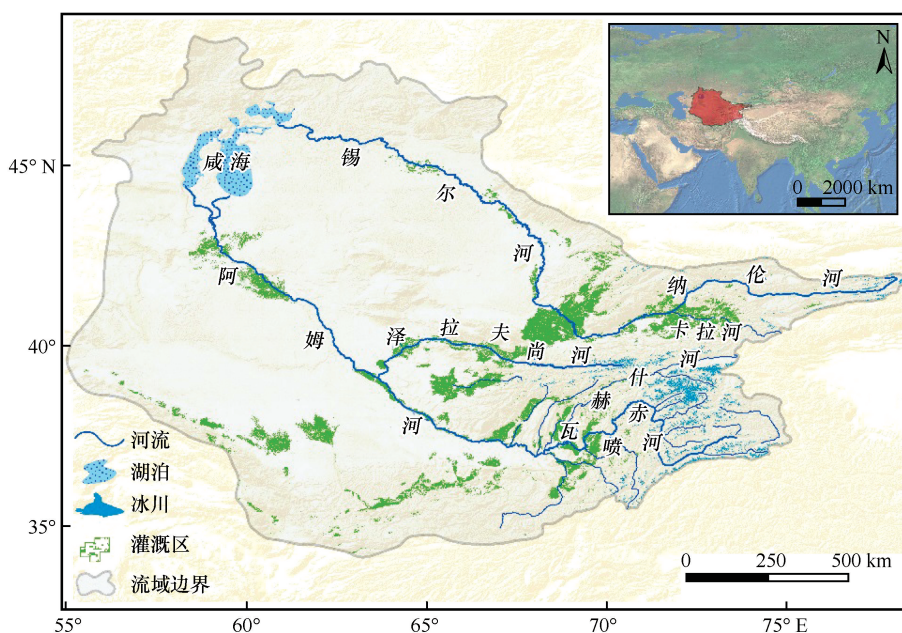 N
0 2000 km
45° N
40°
35°
55°
60°
65°
70°
75° E
咸海
锡尔河
阿姆河
纳伦河
卡拉河
泽拉夫尚河
瓦赫什河
喷赤河
河流
湖泊
冰川
灌溉区
流域边界
0 250 500 km